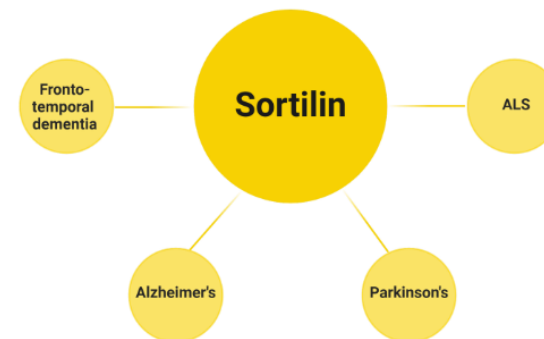 Fronto-
temporal
dementia
Sortilin
ALS
Alzheimer's
Parkinson's